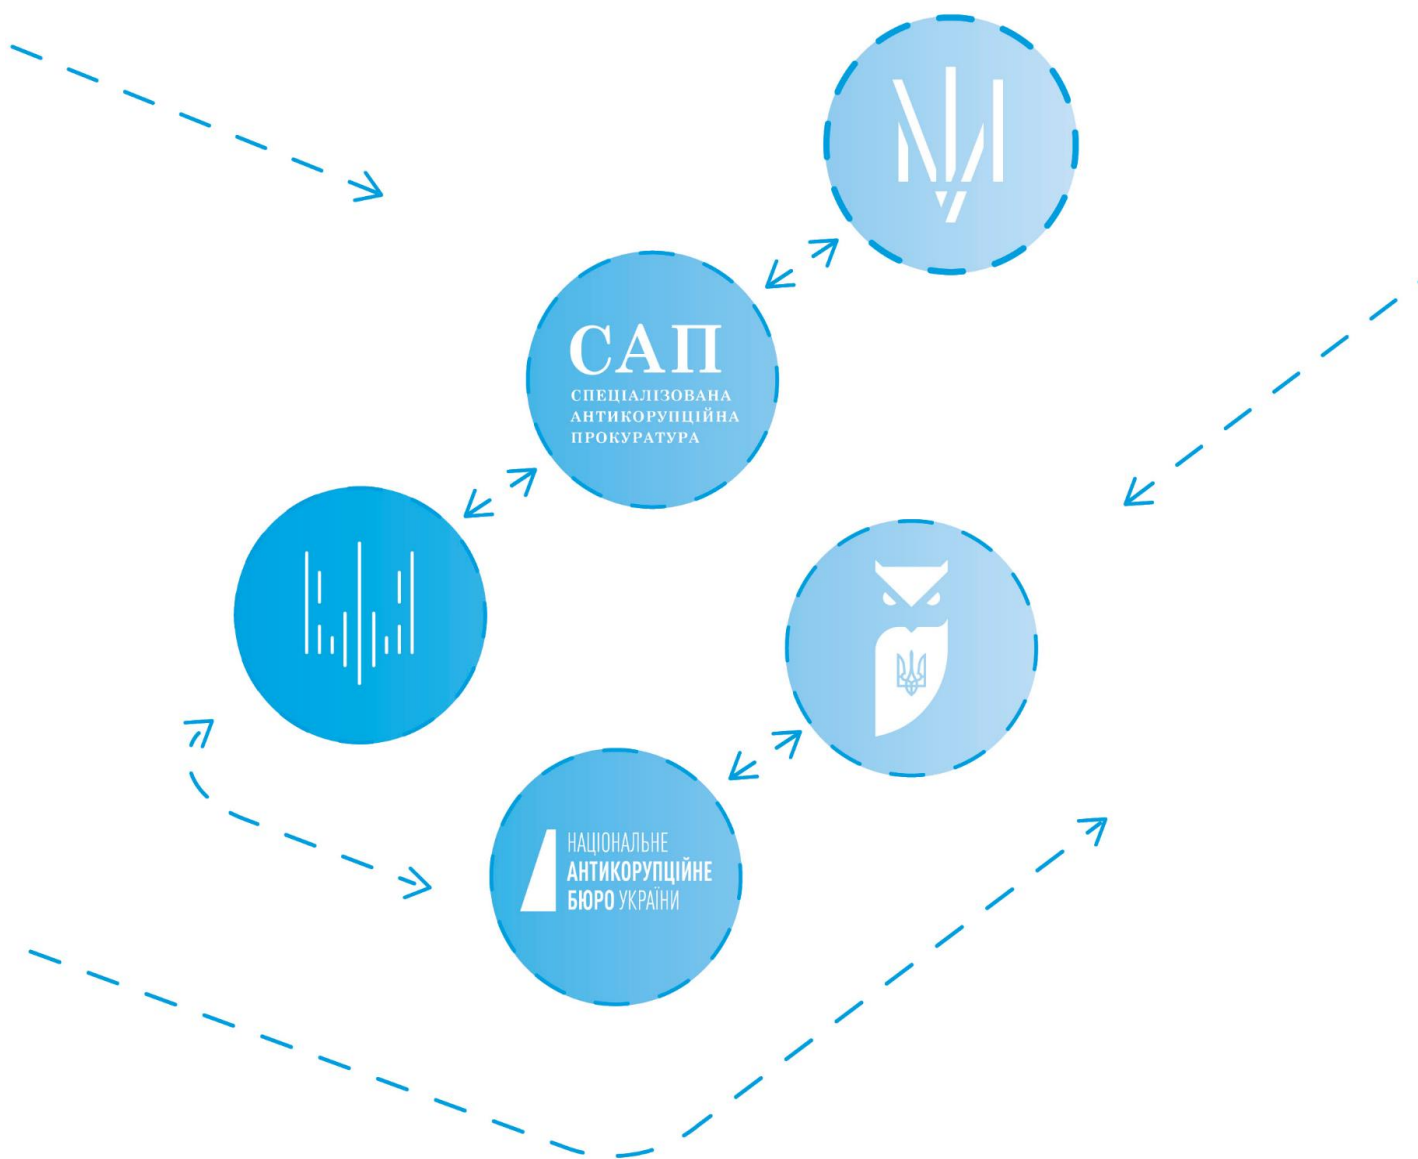 САП
СПЕЦІАЛІЗОВАНА
АНТИКОРУПЦІЙНА
ПРОКУРАТУРА
НАЦІОНАЛЬНЕ
АНТИКОРУПЦІЙНЕ
БЮРО УКРАЇНИ